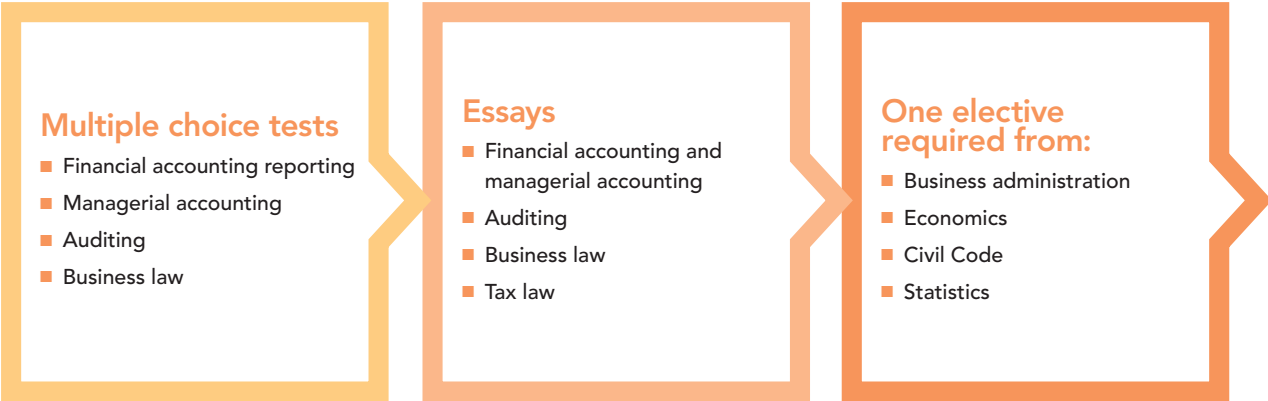 Multiple choice tests
Financial accounting reporting
Managerial accounting
Auditing
Business law
Essays
Financial accounting and
managerial accounting
Auditing
Business law
Tax law
One elective
required from:
Business administration
Economics
Civil Code
Statistics